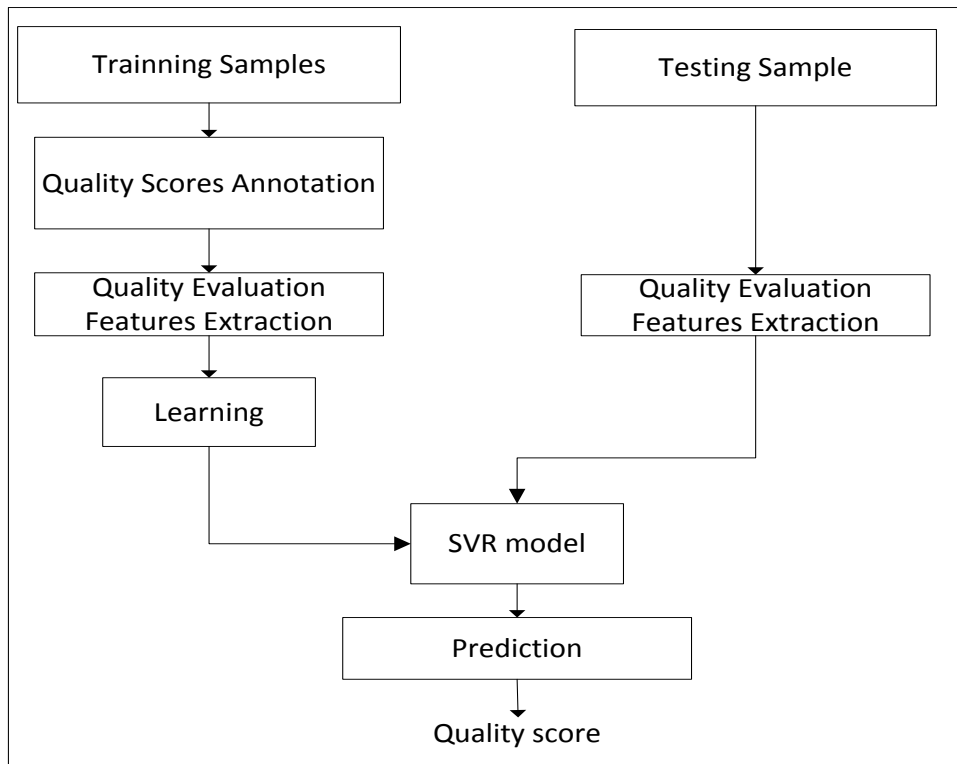 Trainning Samples
Testing Sample
Quality Scores Annotation
Quality Evaluation
Features Extraction
Quality Evaluation
Features Extraction
Learning
SVR model
Prediction
Quality score